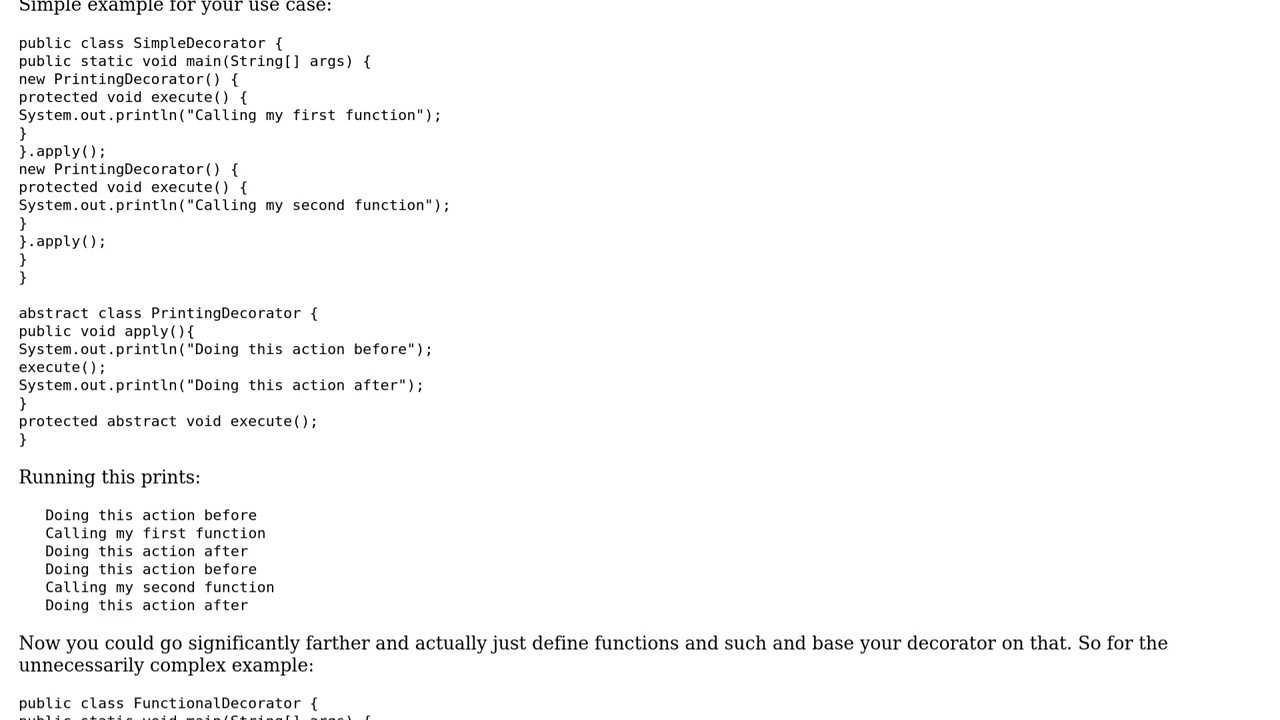 Simple example for your use case:
public class SimpleDecorator {
public static void main(String[] args) {
new PrintingDecorator() {
protected void execute() {
System.out.println("Calling my first function");
}
}.apply();
new PrintingDecorator() {
protected void execute() {
System.out.println("Calling my second function");
}
}.apply();
}
}
abstract class PrintingDecorator {
public void apply(){
System.out.println("Doing this action before");
execute();
System.out.println("Doing this action after");
}
protected abstract void execute();
}
Running this prints:
Doing this action before
Calling my first function
Doing this action after
Doing this action before
Calling my second function
Doing this action after
Now you could go significantly farther and actually just define functions and such and base your decorator on that. So for the
unnecessarily complex example:
public class FunctionalDecorator {
public static void main(String[] args) {